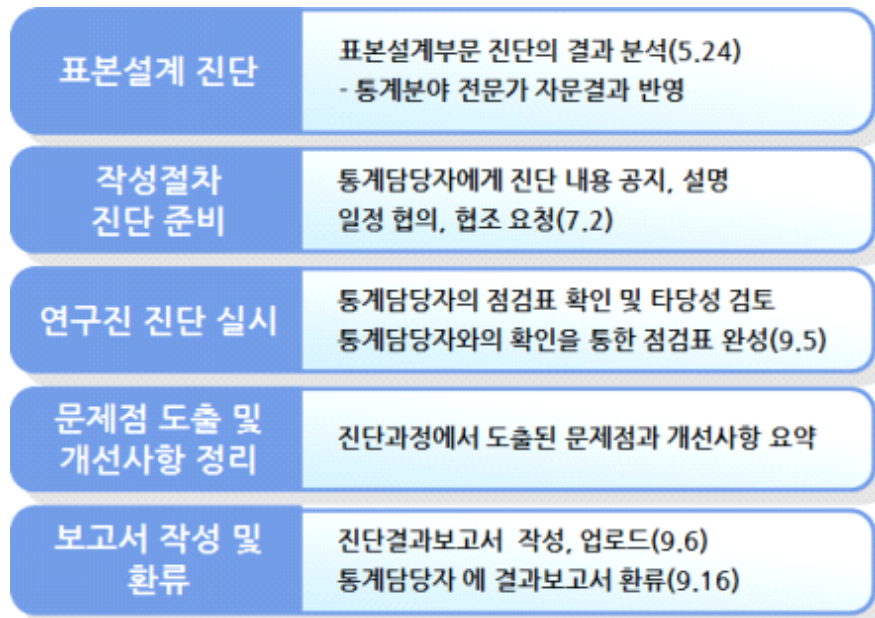 표본설계 진단
표본설계부문 진단의 결과 분석(5.24)
- 통계분야 전문가 자문결과 반영
작성절차
진단 준비
통계담당자에게 진단 내용 공지, 설명
일정 협의, 협조 요청(7.2)
연구진 진단 실시
통계담당자의 점검표 확인 및 타당성 검토
통계담당자와의 확인을 통한 점검표 완성(9.5)
문제점 도출 및
개선사항 정리
진단과정에서 도출된 문제점과 개선사항 요약
보고서 작성 및
환류
진단결과보고서 작성, 업로드(9.6)
통계담당자 에 결과보고서 환류(9.16)